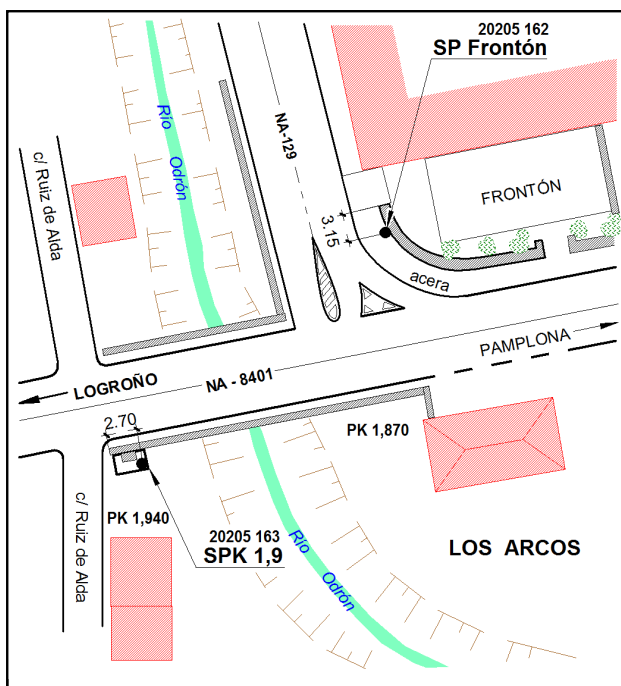 20205 162
SP Frontón
Río Odrón
NA-129
c/ Ruiz de Alda
3.15
FRONTÓN
acera
PAMPLONA
LOGROÑO
NA - 8401
2.70
PK 1,870
c/ Ruiz de Alda
PK 1,940
20205 163
SPK 1,9
Río Odrón
LOS ARCOS